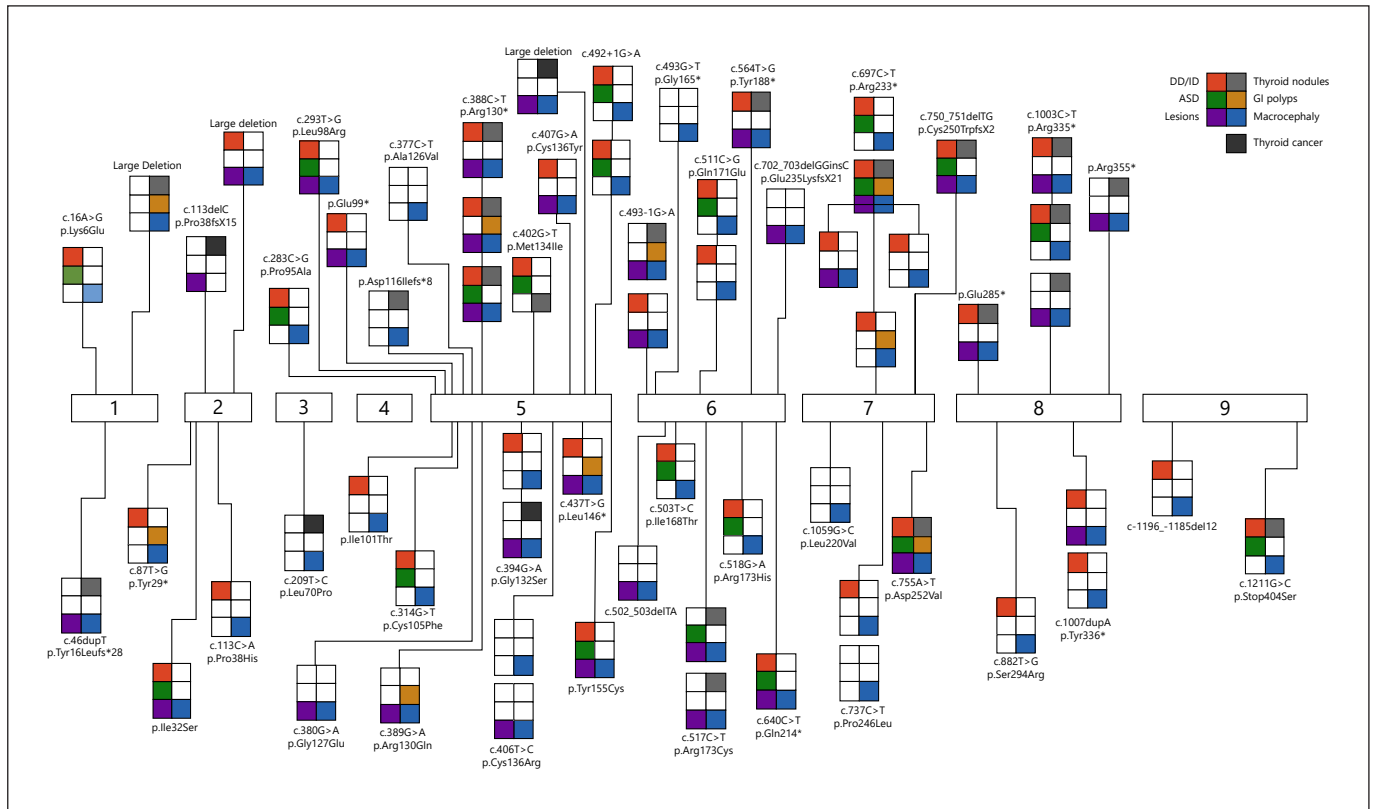 Large deletion
c.492+1G>A
c.493G>T
p.Gly165*
c.564T>G
p.Tyr188*
c.697C>T
p.Arg233*
DD/ID
Thyroid nodules
ASD
GI polyps
Lesions
Macrocephaly
Thyroid cancer
c.388C>T
p.Arg130*
c.750_751delTG
p.Cys250TrpfsX2
c.1003C>T
p.Arg335*
Large deletion
c.293T>G
p.Leu98Arg
c.377C>T
p.Ala126Val
c.407G>A
p.Cys136Tyr
c.511C>G
p.Gln171Glu
c.702_703delGGinsC
p.Glu235LysfsX21
p.Arg355*
Large Deletion
c.16A>G
p.Lys6Glu
c.113delC
p.Pro38fsX15
p.Glu99*
c.493-1G>A
c.402G>T
p.Met134Ile
c.283C>G
p.Pro95Ala
p.Asp116Ilefs*8
p.Glu285*
1
2
3
4
5
6
7
8
9
c.46dupT
p.Tyr16Leufs*28
c.87T>G
p.Tyr29*
p.Ile32Ser
c.113C>A
p.Pro38His
c.209T>C
p.Leu70Pro
p.Ile101Thr
c.314G>T
p.Cys105Phe
c.380G>A
p.Gly127Glu
c.389G>A
p.Arg130Gln
c.394G>A
p.Gly132Ser
c.406T>C
p.Cys136Arg
c.437T>G
p.Leu146*
p.Tyr155Cys
c.502_503delTA
c.503T>C
p.Ile168Thr
c.517C>T
p.Arg173Cys
c.518G>A
p.Arg173His
c.640C>T
p.Gln214*
c.1059G>C
p.Leu220Val
c.737C>T
p.Pro246Leu
c.755A>T
p.Asp252Val
c.882T>G
p.Ser294Arg
c.1007dupA
p.Tyr336*
c-1196_-1185del12
c.1211G>C
p.Stop404Ser